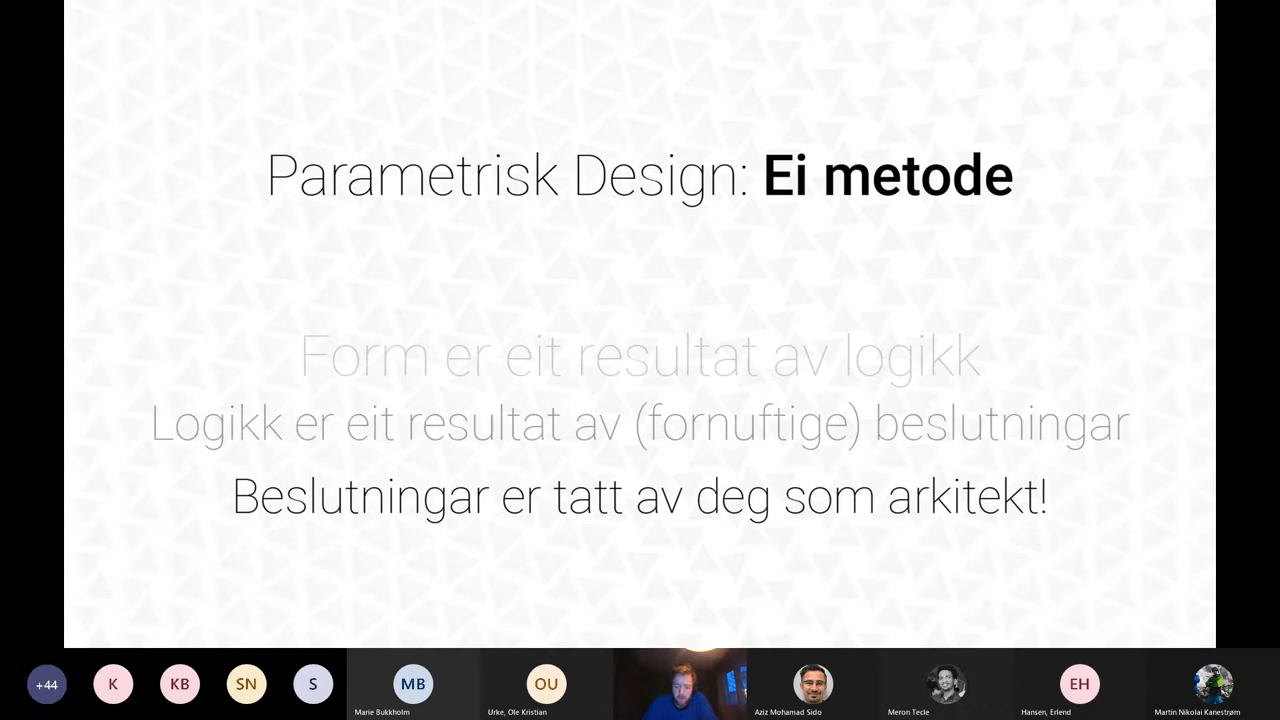 Parametrisk Design: Ei metode
Form er eit resultat av logikk
Logikk er eit resultat av (fornuftige) beslutningar
Beslutningar er tatt av deg som arkitekt!
+44
K
KB
SN
S
MB
OU
EH
Marie Bukkholm
Urke, Ole Kristian
Aziz Mohamad Sido
Meron Tecle
Hansen, Erlend
Martin Nikolai Kanestrøm